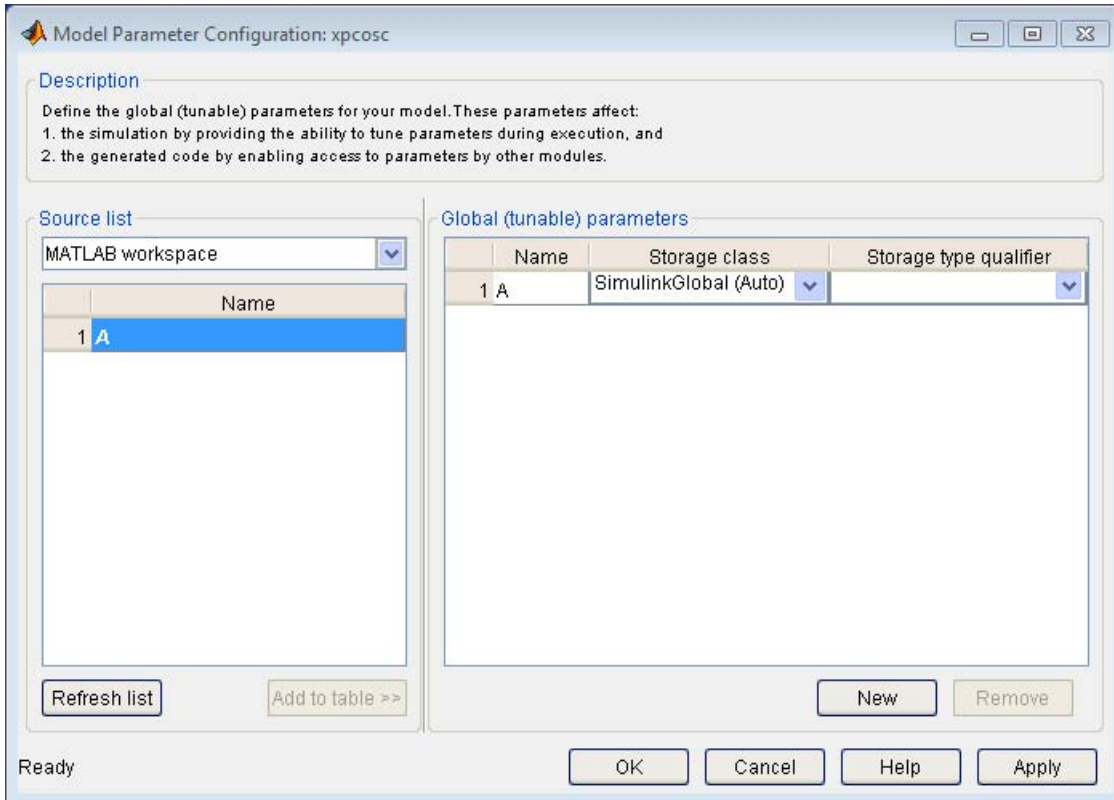 Model Parameter Configuration: xpcosc
Description
Define the global (tunable) parameters for your model.These parameters affect:
1. the simulation by providing the ability to tune parameters during execution, and
2. the generated code by enabling access to parameters by other modules.
Source list
MATLAB workspace
Name
1 A
Refresh list
Add to table >>
Global (tunable) parameters
Name Storage class Storage type qualifier
1 A SimulinkGlobal (Auto)
New
Remove
Ready
OK
Cancel
Help
Apply